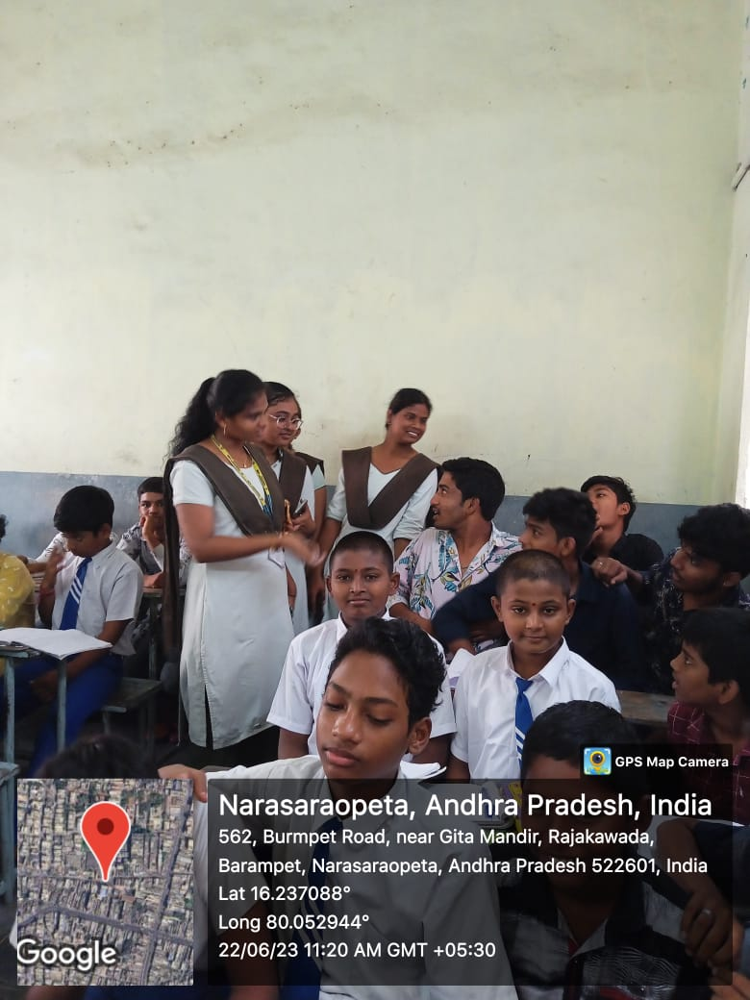 GPS Map Camera
Narasaraopeta, Andhra Pradesh, India
562, Burmpet Road, near Gita Mandir, Rajakawada,
Barampet, Narasaraopeta, Andhra Pradesh 522601, India
Lat 16.237088°
Long 80.052944°
22/06/23 11:20 AM GMT +05:30
Google